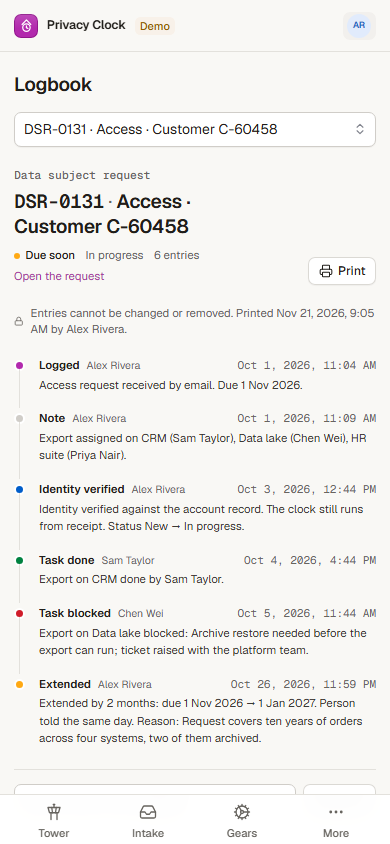 Privacy Clock Demo AR
Logbook
DSR-0131 · Access · Customer C-60458
Data subject request
DSR-0131 · Access ·
Customer C-60458
Due soon In progress 6 entries
Open the request
Print
Entries cannot be changed or removed. Printed Nov 21, 2026, 9:05
AM by Alex Rivera.
Logged Alex Rivera Oct 1, 2026, 11:04 AM
Access request received by email. Due 1 Nov 2026.
Note Alex Rivera Oct 1, 2026, 11:09 AM
Export assigned on CRM (Sam Taylor), Data lake (Chen Wei), HR
suite (Priya Nair).
Identity verified Alex Rivera Oct 3, 2026, 12:44 PM
Identity verified against the account record. The clock still runs
from receipt. Status New → In progress.
Task done Sam Taylor Oct 4, 2026, 4:44 PM
Export on CRM done by Sam Taylor.
Task blocked Chen Wei Oct 5, 2026, 11:44 AM
Export on Data lake blocked: Archive restore needed before the
export can run; ticket raised with the platform team.
Extended Alex Rivera Oct 26, 2026, 11:59 PM
Extended by 2 months: due 1 Nov 2026 → 1 Jan 2027. Person
told the same day. Reason: Request covers ten years of orders
across four systems, two of them archived.
Tower Intake Gears More